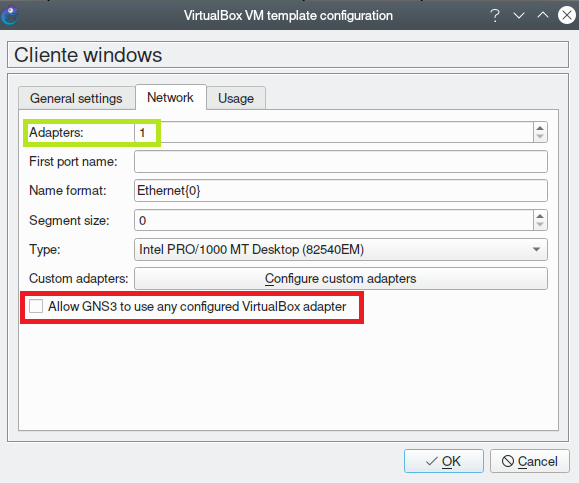 VirtualBox VM template configuration
Cliente windows
General settings Network Usage
Adapters: 1
First port name:
Name format: Ethernet{0}
Segment size: 0
Type: Intel PRO/1000 MT Desktop (82540EM)
Custom adapters: Configure custom adapters
Allow GNS3 to use any configured VirtualBox adapter
OK Cancel